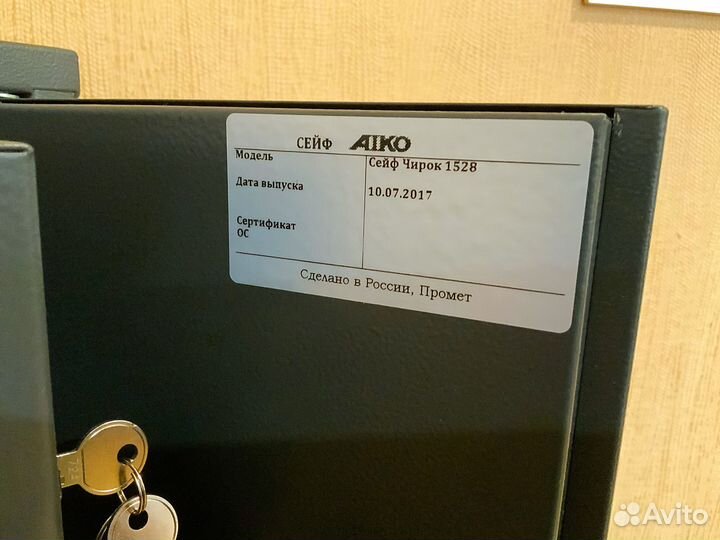 СЕЙФ AIKO
Модель Сейф Чирок 1528
Дата выпуска 10.07.2017
Сертификат
ОС
Сделано в России, Промет
Avito